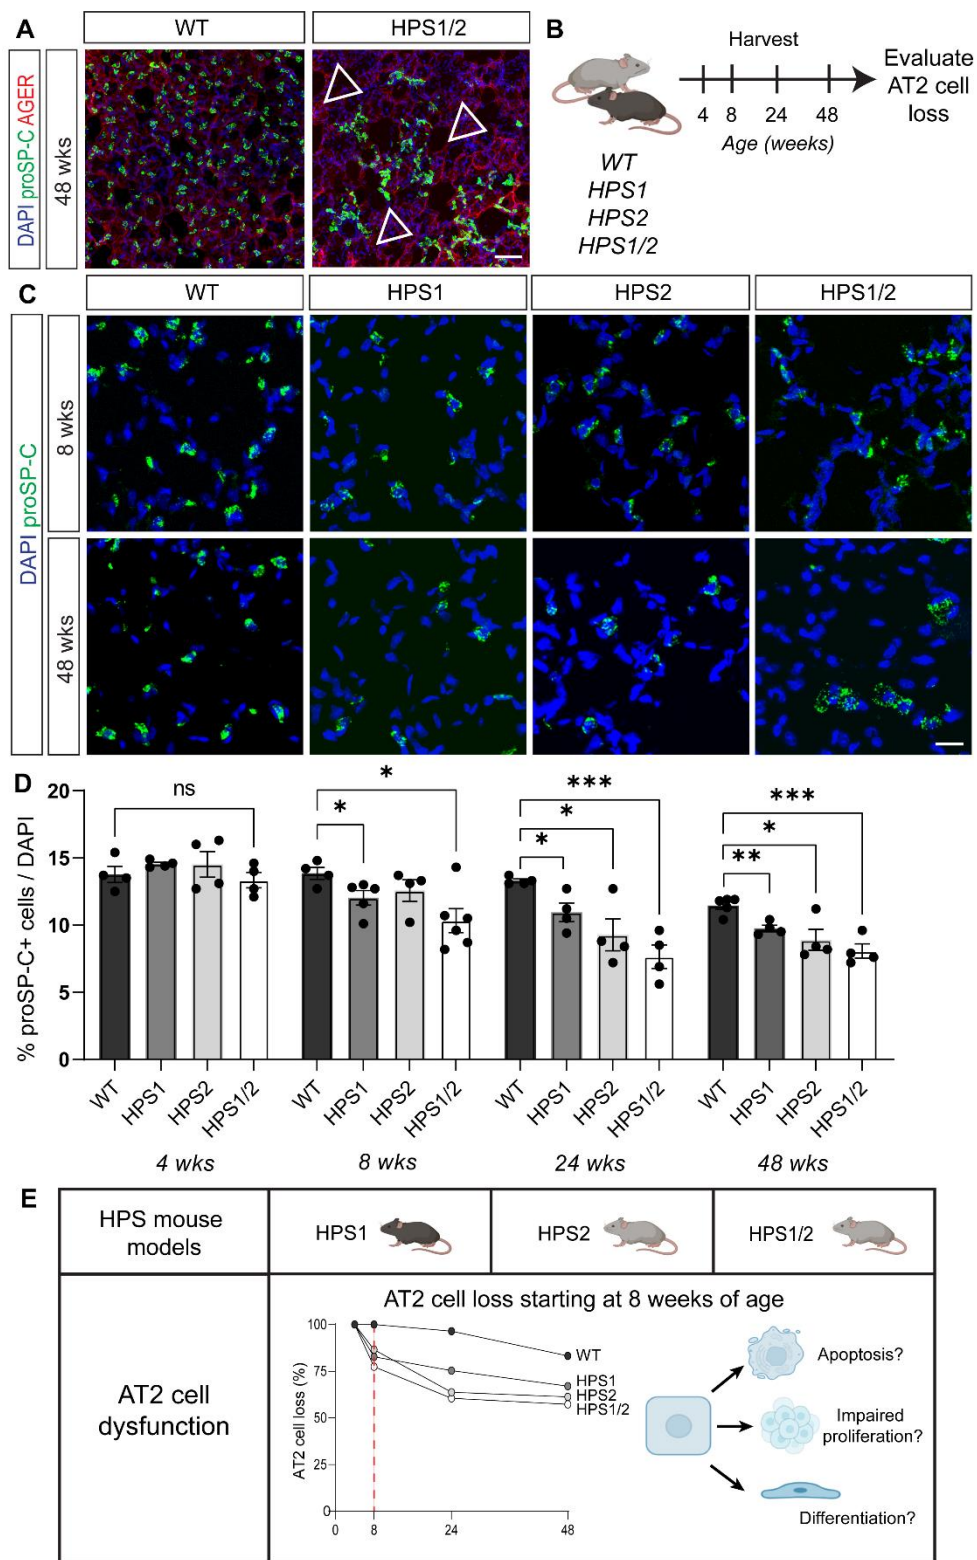 A
WT
HPS1/2
DAPI proSP-C AGER
48 wks
B
Harvest
4 8 24 48
Age (weeks)
Evaluate
AT2 cell
loss
WT
HPS1
HPS2
HPS1/2
C
WT
HPS1
HPS2
HPS1/2
DAPI proSP-C
8 wks
48 wks
D
% proSP-C+ cells / DAPI
20
15
10
5
0
ns
*
*
***
*
*
***
*
**
WT HPS1 HPS2 HPS1/2 WT HPS1 HPS2 HPS1/2 WT HPS1 HPS2 HPS1/2 WT HPS1 HPS2 HPS1/2
4 wks 8 wks 24 wks 48 wks
E
HPS mouse
models
HPS1
HPS2
HPS1/2
AT2 cell
dysfunction
AT2 cell loss starting at 8 weeks of age
AT2 cell loss (%)
100
75
50
25
0
0 8 24 48
WT
HPS1
HPS2
HPS1/2
Apoptosis?
Impaired
proliferation?
Differentiation?